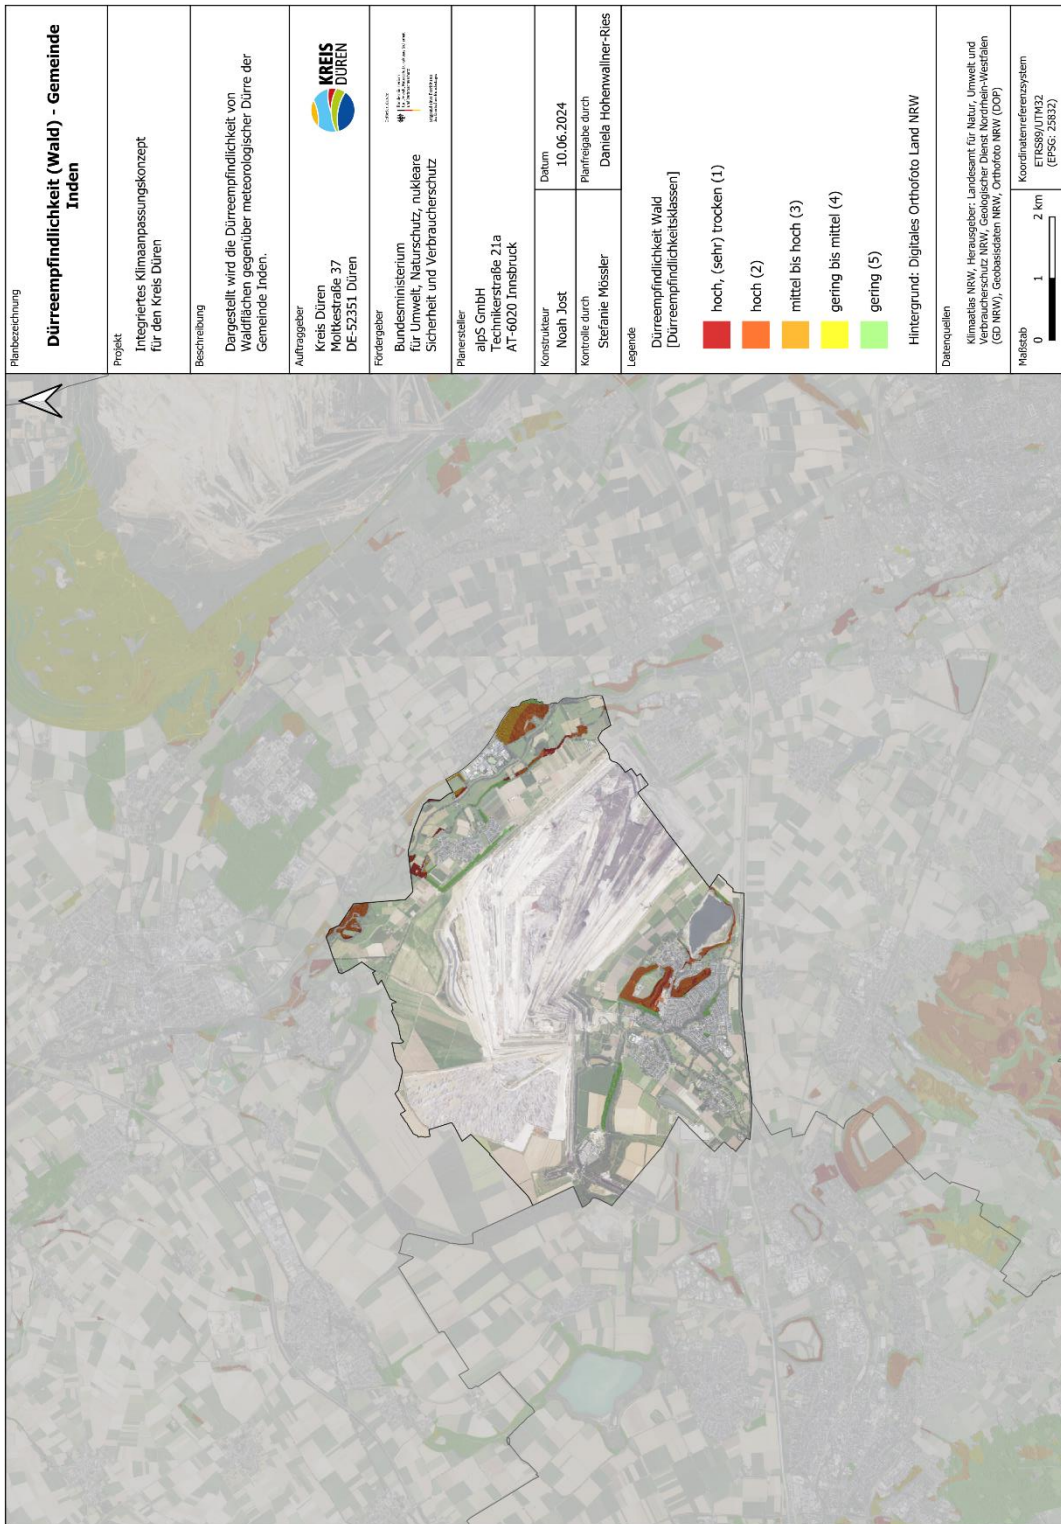 Planbezeichnung
Dürreempfindlichkeit (Wald) - Gemeinde
Inden
Projekt
Integriertes Klimaanpassungskonzept
für den Kreis Düren
Beschreibung
Dargestellt wird die Dürreempfindlichkeit von
Waldflächen gegenüber meteorologischer Dürre der
Gemeinde Inden.
Auftraggeber
Kreis Düren
Moltkestraße 37
DE-52351 Düren
KREIS
DÜREN
Fördergeber
Bundesministerium
für Umwelt, Naturschutz, nukleare
Sicherheit und Verbraucherschutz
Planersteller
alpS GmbH
Technikerstraße 21a
AT-6020 Innsbruck
Konstrukteur
Noah Jost
Datum
10.06.2024
Kontrolle durch
Stefanie Mössler
Planfreigabe durch
Daniela Hohenwallner-Ries
Legende
Dürreempfindlichkeit Wald
[Dürreempfindlichkeitsklassen]
hoch, (sehr) trocken (1)
hoch (2)
mittel bis hoch (3)
gering bis mittel (4)
gering (5)
Hintergrund: Digitales Orthofoto Land NRW
Datenquellen
Klimaatlas NRW, Herausgeber: Landesamt für Natur, Umwelt und
Verbraucherschutz NRW, Geologischer Dienst Nordrhein-Westfalen
(GD NRW), Geobasisdaten NRW, Orthofoto NRW (DOP)
Maßstab
0 1 2 km
Koordinatenreferenzsystem
ETRS89/UTM32
(EPSG: 25832)